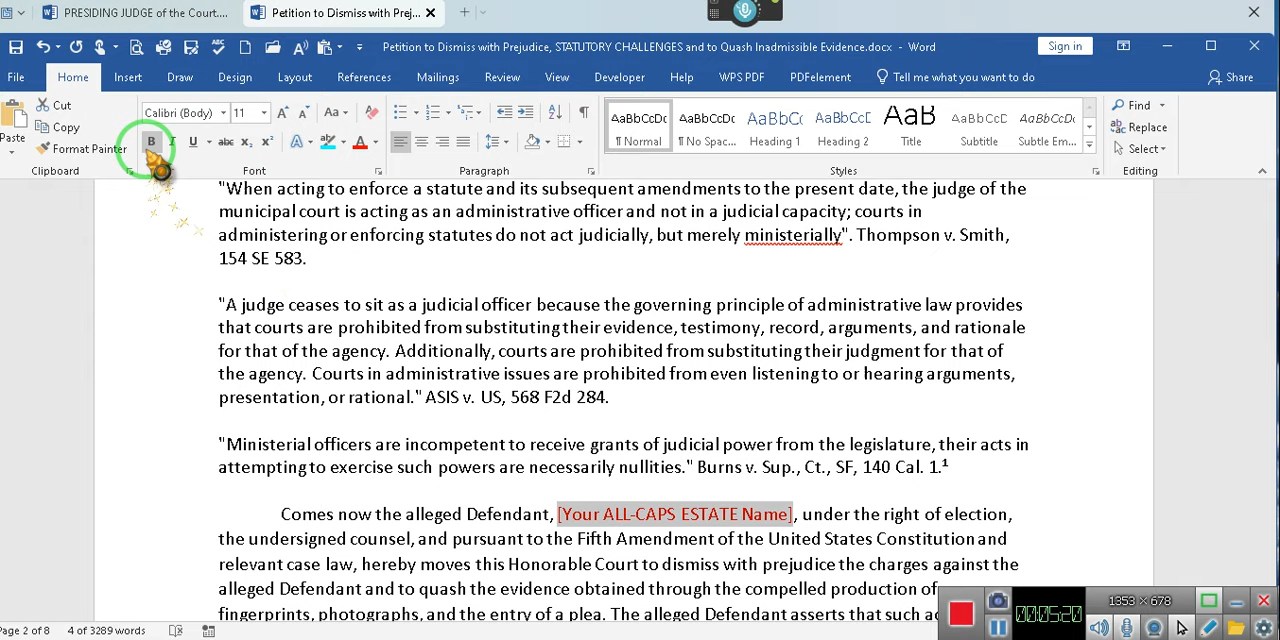 PRESIDING JUDGE of the Court....
Petition to Dismiss with Prej...
Petition to Dismiss with Prejudice, STATUTORY CHALLENGES and to Quash Inadmissible Evidence.docx - Word
Sign in
File Home Insert Draw Design Layout References Mailings Review View Developer Help WPS PDF PDFelement Tell me what you want to do Share
Paste
Cut
Copy
Format Painter
Clipboard
Calibri (Body) 11
Aa
B I U abc x₂ x² A A
Font
Paragraph
AaBbCcDc AaBbCcDc AaBbCc AaBbCcD AaB AaBbCcD AaBbCcDc
¶ Normal ¶ No Spac... Heading 1 Heading 2 Title Subtitle Subtle Em...
Styles
Find
Replace
Select
Editing
"When acting to enforce a statute and its subsequent amendments to the present date, the judge of the
municipal court is acting as an administrative officer and not in a judicial capacity; courts in
administering or enforcing statutes do not act judicially, but merely ministerially". Thompson v. Smith,
154 SE 583.
"A judge ceases to sit as a judicial officer because the governing principle of administrative law provides
that courts are prohibited from substituting their evidence, testimony, record, arguments, and rationale
for that of the agency. Additionally, courts are prohibited from substituting their judgment for that of
the agency. Courts in administrative issues are prohibited from even listening to or hearing arguments,
presentation, or rational." ASIS v. US, 568 F2d 284.
"Ministerial officers are incompetent to receive grants of judicial power from the legislature, their acts in
attempting to exercise such powers are necessarily nullities." Burns v. Sup., Ct., SF, 140 Cal. 1.¹
Comes now the alleged Defendant, [Your ALL-CAPS ESTATE Name], under the right of election,
the undersigned counsel, and pursuant to the Fifth Amendment of the United States Constitution and
relevant case law, hereby moves this Honorable Court to dismiss with prejudice the charges against the
alleged Defendant and to quash the evidence obtained through the compelled production of
fingerprints, photographs, and the entry of a plea. The alleged Defendant asserts that such
Page 2 of 8 4 of 3289 words
00:05:20
1353 × 678